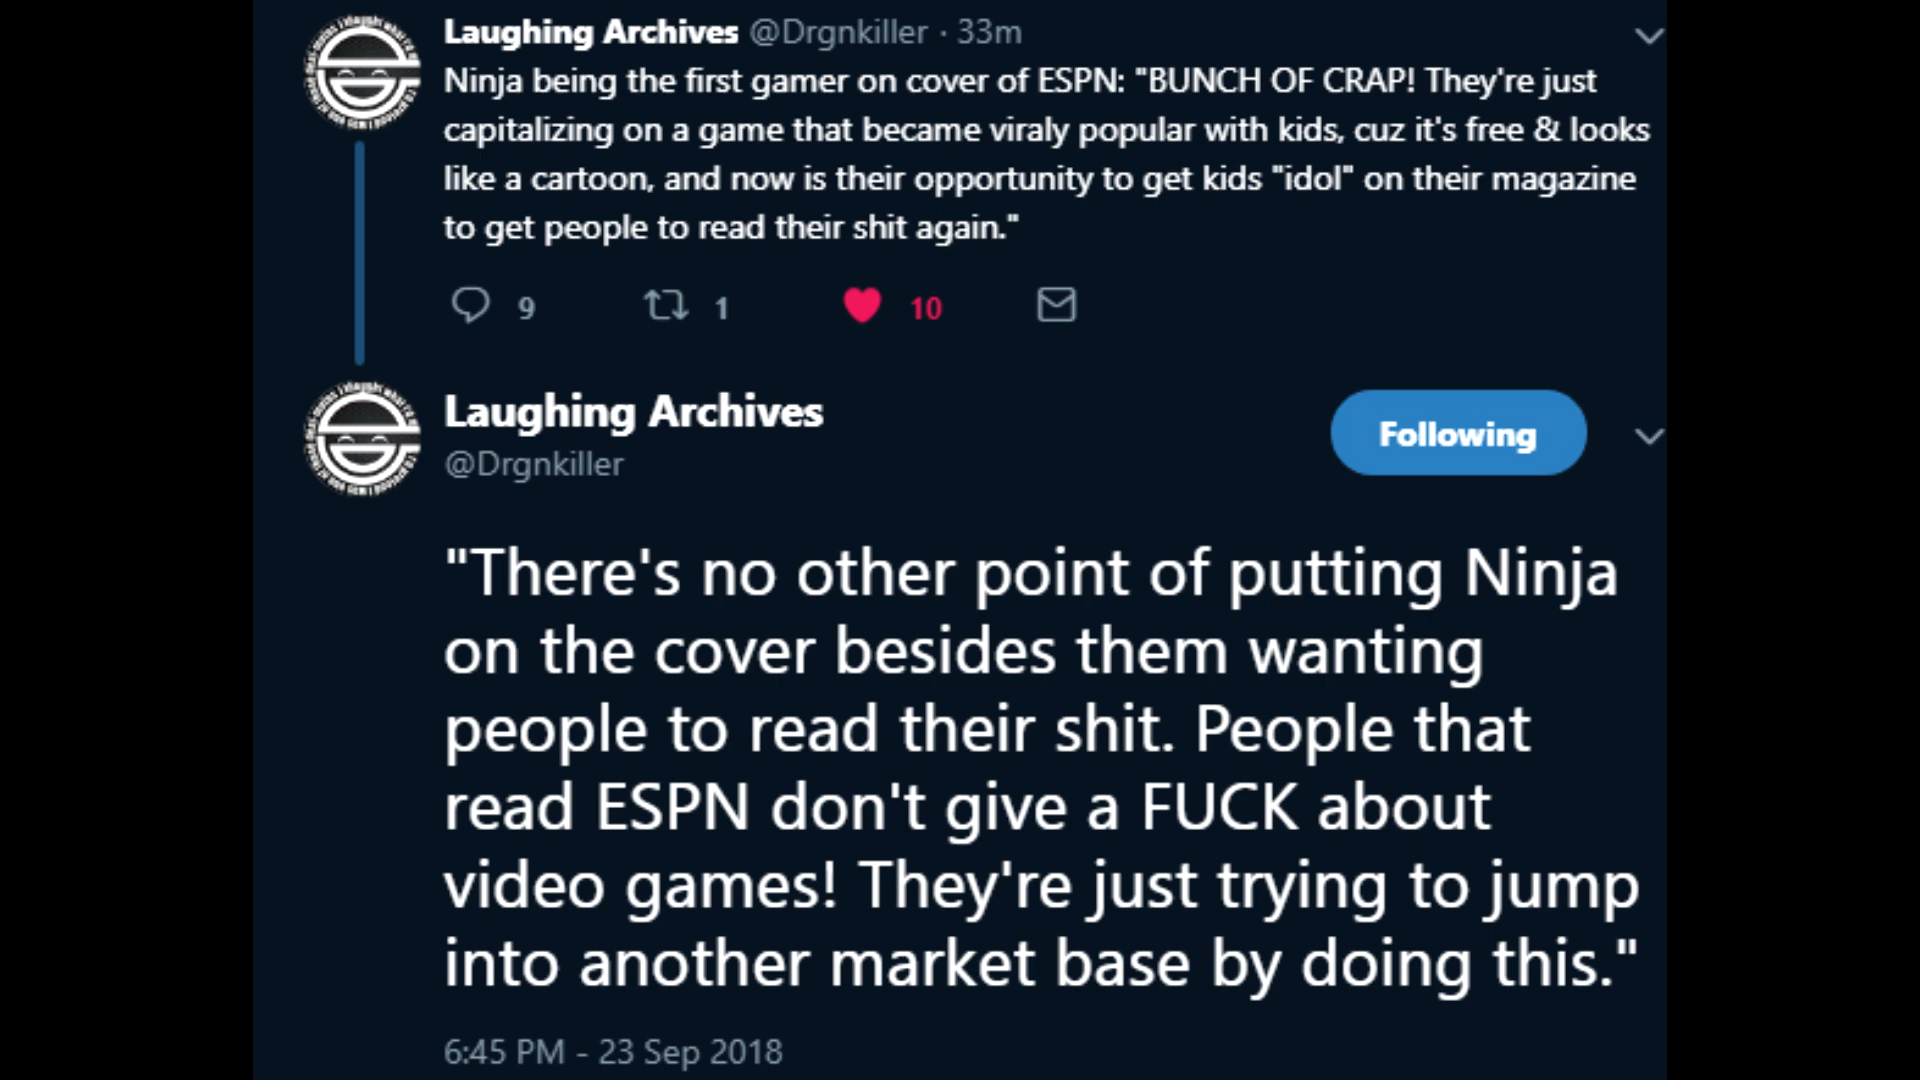 Laughing Archives @Drgnkiller · 33m
Ninja being the first gamer on cover of ESPN: "BUNCH OF CRAP! They're just
capitalizing on a game that became viraly popular with kids, cuz it's free & looks
like a cartoon, and now is their opportunity to get kids "idol" on their magazine
to get people to read their shit again."
9 1 10
Laughing Archives
@Drgnkiller
Following
"There's no other point of putting Ninja
on the cover besides them wanting
people to read their shit. People that
read ESPN don't give a FUCK about
video games! They're just trying to jump
into another market base by doing this."
6:45 PM - 23 Sep 2018